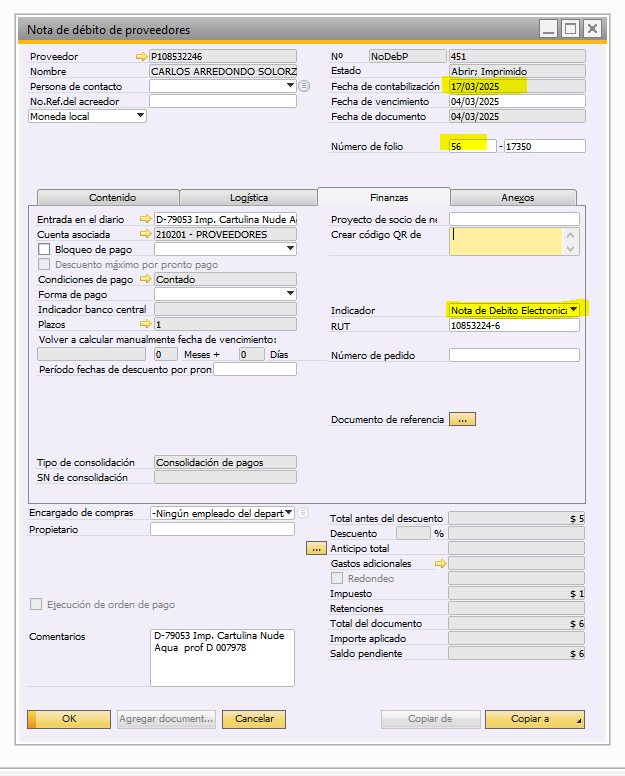 Nota de débito de proveedores
Proveedor P108532246
Nombre CARLOS ARREDONDO SOLORZ
Persona de contacto
No.Ref.del acreedor
Moneda local
Nº NoDebP 451
Estado Abrir; Imprimido
Fecha de contabilización 17/03/2025
Fecha de vencimiento 04/03/2025
Fecha de documento 04/03/2025
Número de folio 56 - 17350
Contenido Logística Finanzas Anexos
Entrada en el diario D-79053 Imp. Cartulina Nude A
Cuenta asociada 210201 - PROVEEDORES
Bloqueo de pago
Descuento máximo por pronto pago
Condiciones de pago Contado
Forma de pago
Indicador banco central
Plazos 1
Volver a calcular manualmente fecha de vencimiento:
0 Meses + 0 Días
Período fechas de descuento por pron
Proyecto de socio de ne
Crear código QR de
Indicador Nota de Debito Electronica
RUT 10853224-6
Número de pedido
Documento de referencia ...
Tipo de consolidación Consolidación de pagos
SN de consolidación
Encargado de compras -Ningún empleado del depart
Propietario
Total antes del descuento $ 5
Descuento %
... Anticipo total
Gastos adicionales
Redondeo
Impuesto $ 1
Retenciones
Total del documento $ 6
Importe aplicado
Saldo pendiente $ 6
Ejecución de orden de pago
Comentarios D-79053 Imp. Cartulina Nude
Aqua prof D 007978
OK Agregar document... Cancelar Copiar de Copiar a